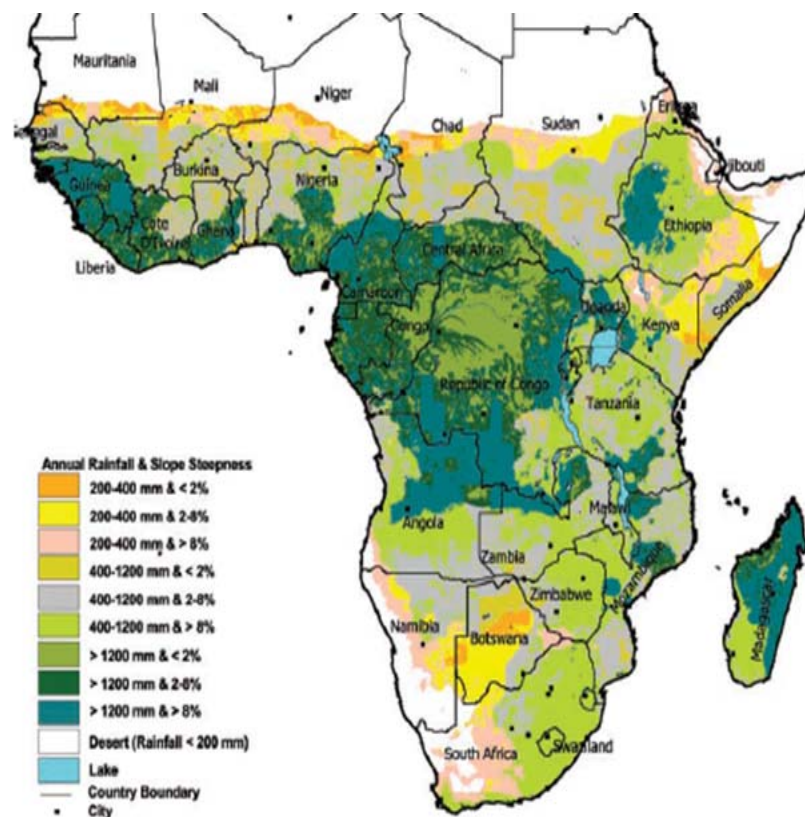 Mauritania
Mali
Niger
Chad
Sudan
Eritrea
Senegal
Djibouti
Burkina
Guinea
Nigeria
Ethiopia
Cote
D'Ivoire
Ghana
Central Africa
Liberia
Cameroon
Uganda
Somalia
Congo
Kenya
Republic of Congo
Tanzania
Angola
Malawi
Zambia
Mozambique
Zimbabwe
Madagascar
Namibia
Botswana
South Africa
Swaziland
Annual Rainfall & Slope Steepness
200-400 mm & < 2%
200-400 mm & 2-8%
200-400 mm & > 8%
400-1200 mm & < 2%
400-1200 mm & 2-8%
400-1200 mm & > 8%
> 1200 mm & < 2%
> 1200 mm & 2-8%
> 1200 mm & > 8%
Desert (Rainfall < 200 mm)
Lake
Country Boundary
City